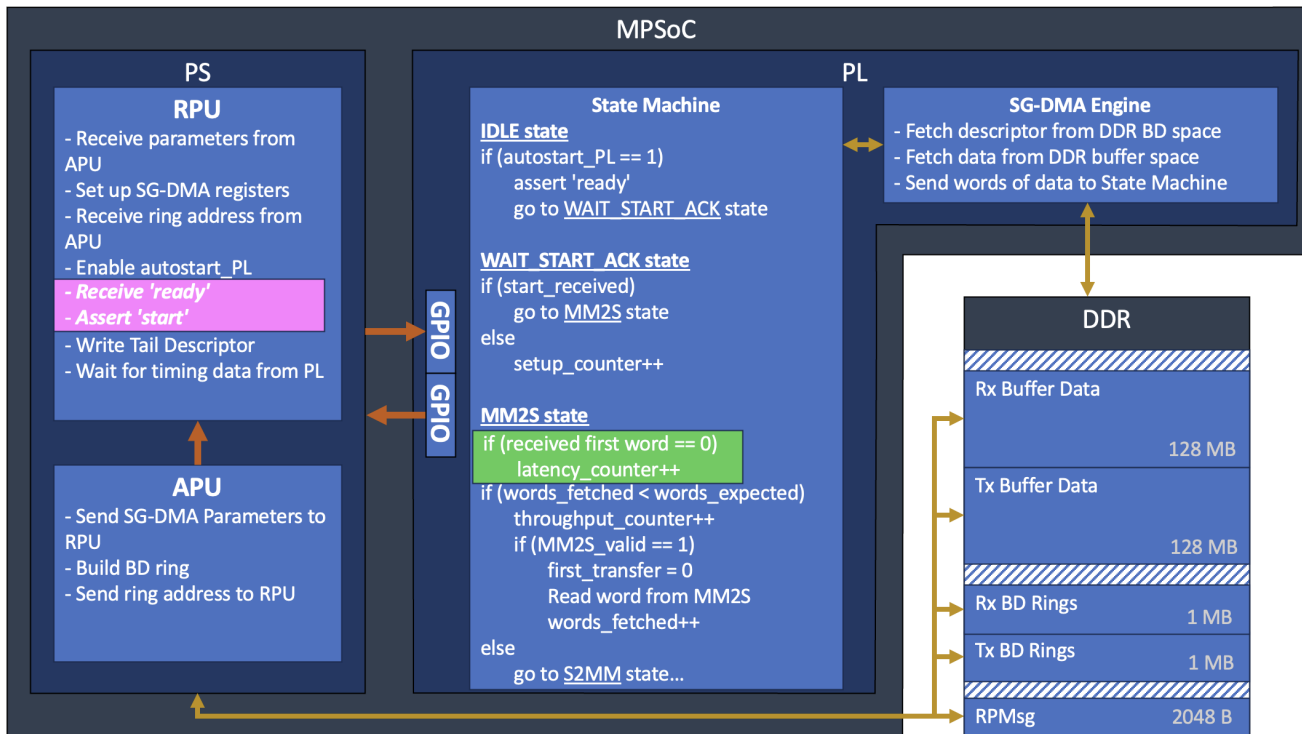 MPSoC
PS
RPU
- Receive parameters from
APU
- Set up SG-DMA registers
- Receive ring address from
APU
- Enable autostart_PL
- Receive 'ready'
- Assert 'start'
- Write Tail Descriptor
- Wait for timing data from PL
APU
- Send SG-DMA Parameters to
RPU
- Build BD ring
- Send ring address to RPU
GPIO
GPIO
PL
State Machine
IDLE state
if (autostart_PL == 1)
assert 'ready'
go to WAIT_START_ACK state
WAIT_START_ACK state
if (start_received)
go to MM2S state
else
setup_counter++
MM2S state
if (received first word == 0)
latency_counter++
if (words_fetched < words_expected)
throughput_counter++
if (MM2S_valid == 1)
first_transfer = 0
Read word from MM2S
words_fetched++
else
go to S2MM state...
SG-DMA Engine
- Fetch descriptor from DDR BD space
- Fetch data from DDR buffer space
- Send words of data to State Machine
DDR
Rx Buffer Data
128 MB
Tx Buffer Data
128 MB
Rx BD Rings
1 MB
Tx BD Rings
1 MB
RPMsg
2048 B